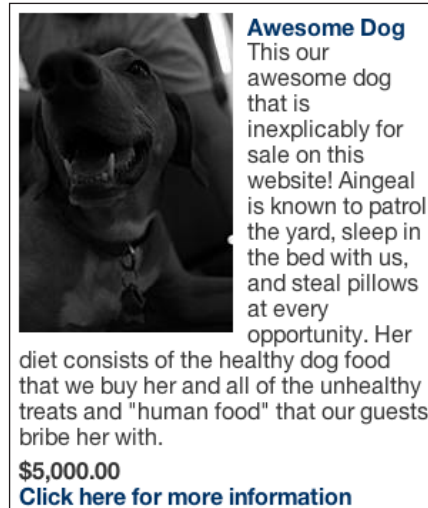 Awesome Dog
This our
awesome dog
that is
inexplicably for
sale on this
website! Aingeal
is known to patrol
the yard, sleep in
the bed with us,
and steal pillows
at every
opportunity. Her
diet consists of the healthy dog food
that we buy her and all of the unhealthy
treats and "human food" that our guests
bribe her with.
$5,000.00
Click here for more information